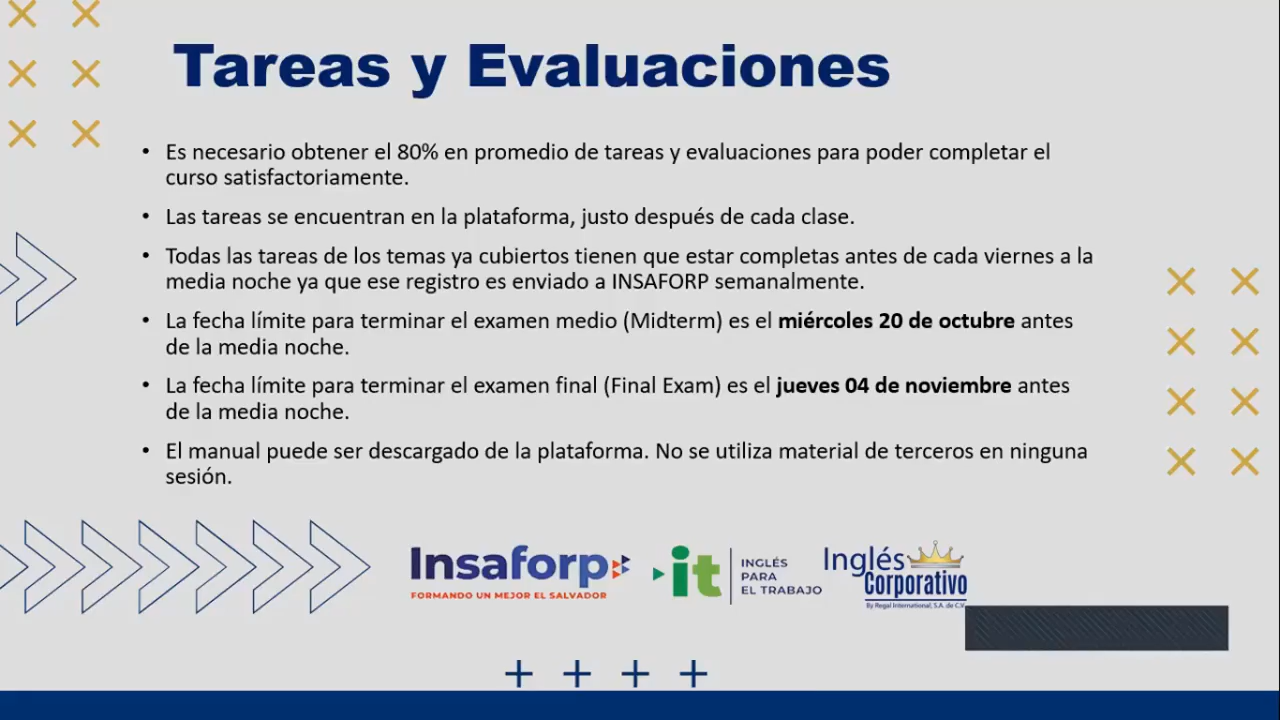 Tareas y Evaluaciones
• Es necesario obtener el 80% en promedio de tareas y evaluaciones para poder completar el
curso satisfactoriamente.
• Las tareas se encuentran en la plataforma, justo después de cada clase.
• Todas las tareas de los temas ya cubiertos tienen que estar completas antes de cada viernes a la
media noche ya que ese registro es enviado a INSAFORP semanalmente.
• La fecha límite para terminar el examen medio (Midterm) es el miércoles 20 de octubre antes
de la media noche.
• La fecha límite para terminar el examen final (Final Exam) es el jueves 04 de noviembre antes
de la media noche.
• El manual puede ser descargado de la plataforma. No se utiliza material de terceros en ninguna
sesión.
Insaforp
FORMANDO UN MEJOR EL SALVADOR
it
INGLÉS
PARA
EL TRABAJO
Inglés
Corporativo
By Regal International, S.A. de C.V.